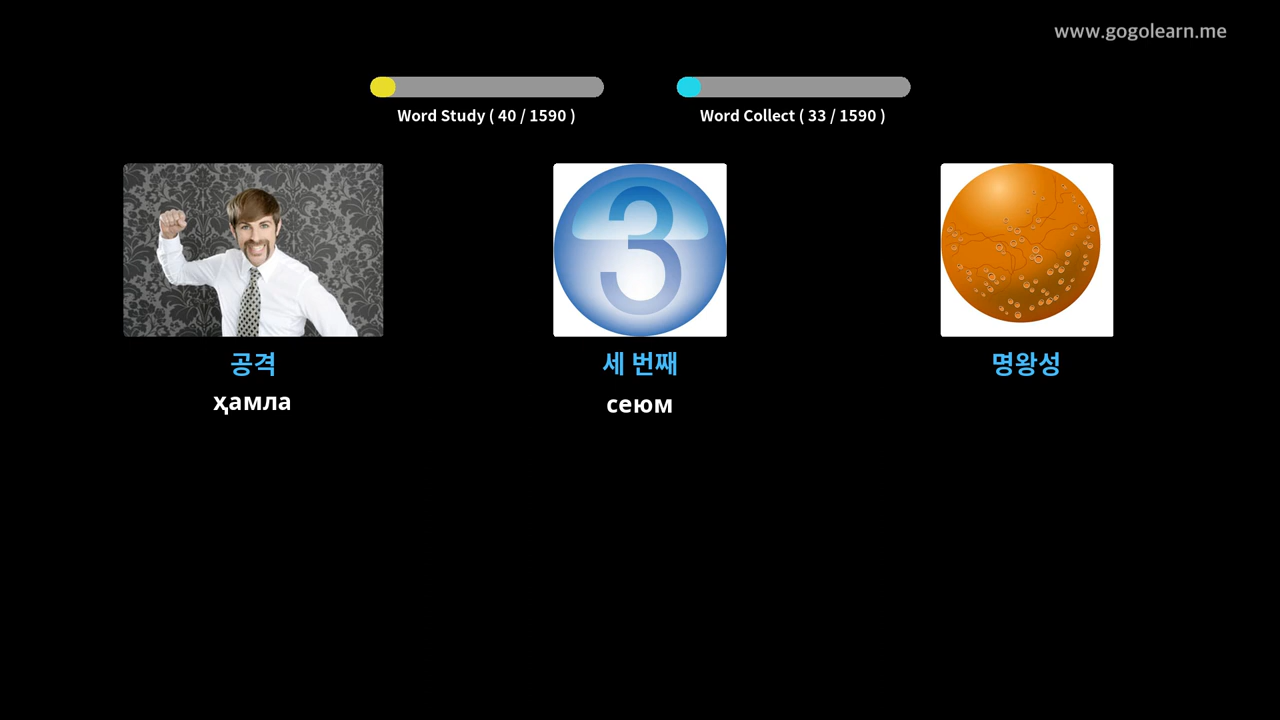 www.gogolearn.me
Word Study ( 40 / 1590 )
Word Collect ( 33 / 1590 )
3
공격
세 번째
명왕성
ҳамла
сеюм